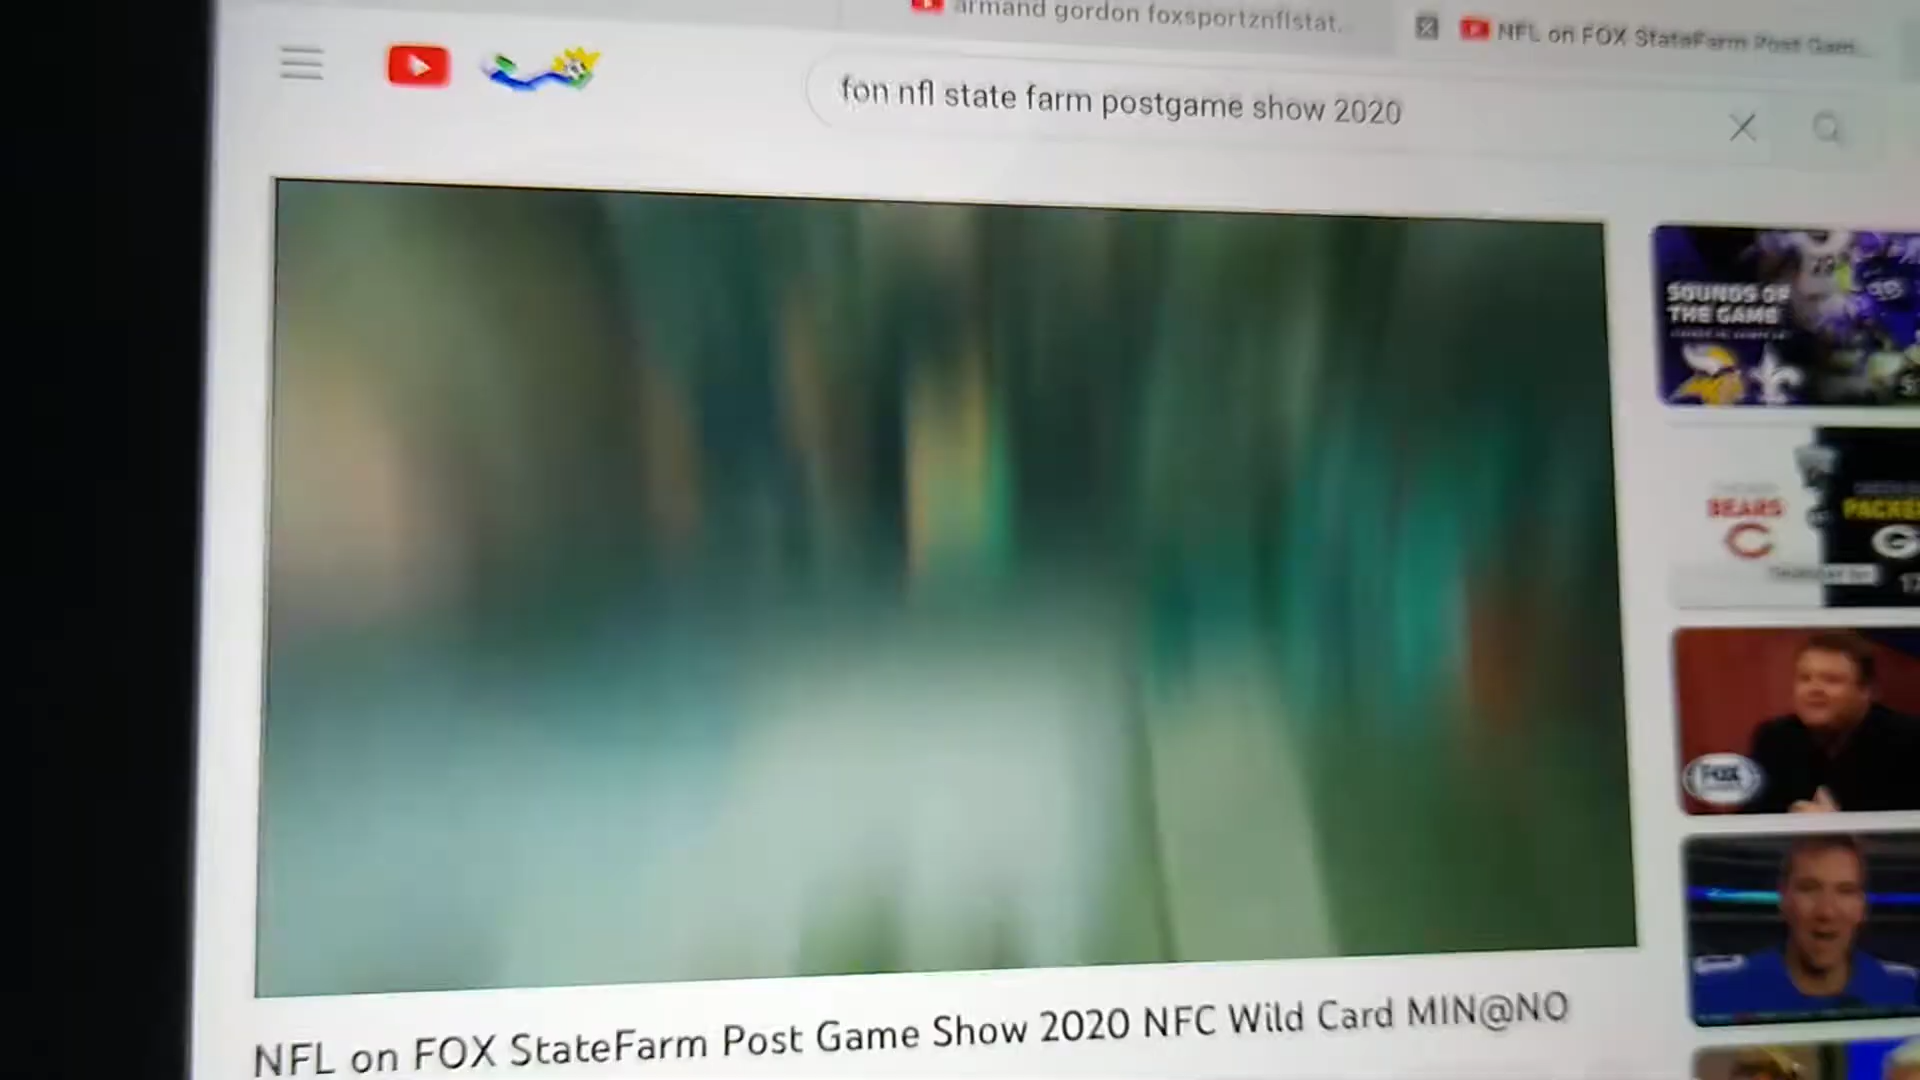 armand gordon foxsportznflstat...
NFL on FOX StateFarm Post Gam...
fon nfl state farm postgame show 2020
SOUNDS OF
THE GAME
BEARS
PACKE
FOX
NFL on FOX StateFarm Post Game Show 2020 NFC Wild Card MIN@NO